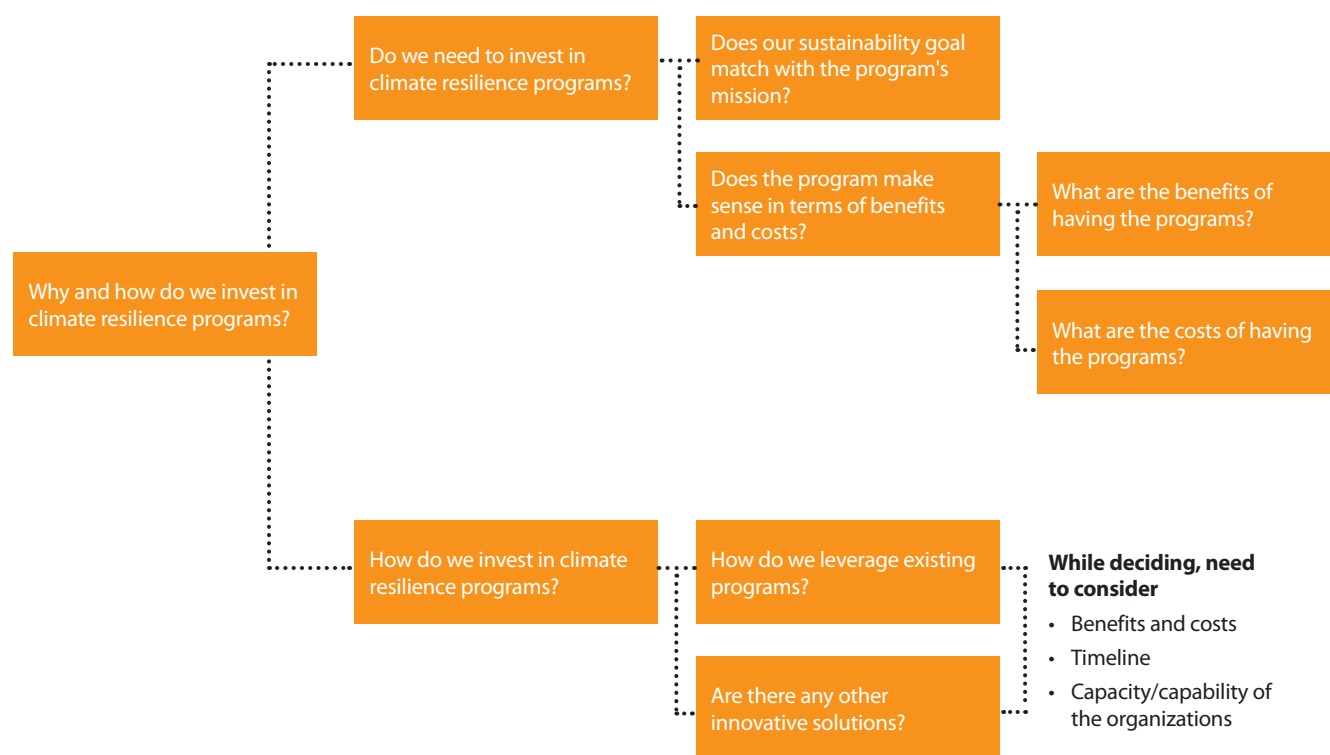 Do we need to invest in
climate resilience programs?
Does our sustainability goal
match with the program's
mission?
Does the program make
sense in terms of benefits
and costs?
What are the benefits of
having the programs?
Why and how do we invest in
climate resilience programs?
What are the costs of having
the programs?
How do we invest in climate
resilience programs?
How do we leverage existing
programs?
Are there any other
innovative solutions?
While deciding, need
to consider
• Benefits and costs
• Timeline
• Capacity/capability of
the organizations